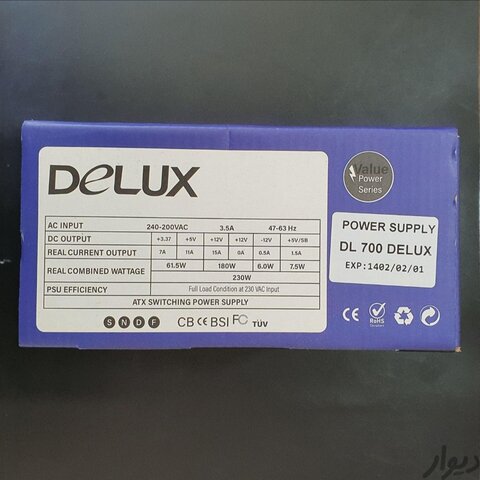 DeLUX
AC INPUT 240-200VAC 3.5A 47-63 Hz
DC OUTPUT +3.37 +5V +12V +12V -12V +5V/SB
REAL CURRENT OUTPUT 7A 11A 15A 0A 0.5A 1.5A
REAL COMBINED WATTAGE 61.5W 180W 6.0W 7.5W
230W
PSU EFFICIENCY Full Load Condition at 230 VAC Input
ATX SWITCHING POWER SUPPLY
S N D F CB CE BSI FC TÜV
Value
Power
Series
POWER SUPPLY
DL 700 DELUX
EXP:1402/02/01
CE RoHS
دیوار